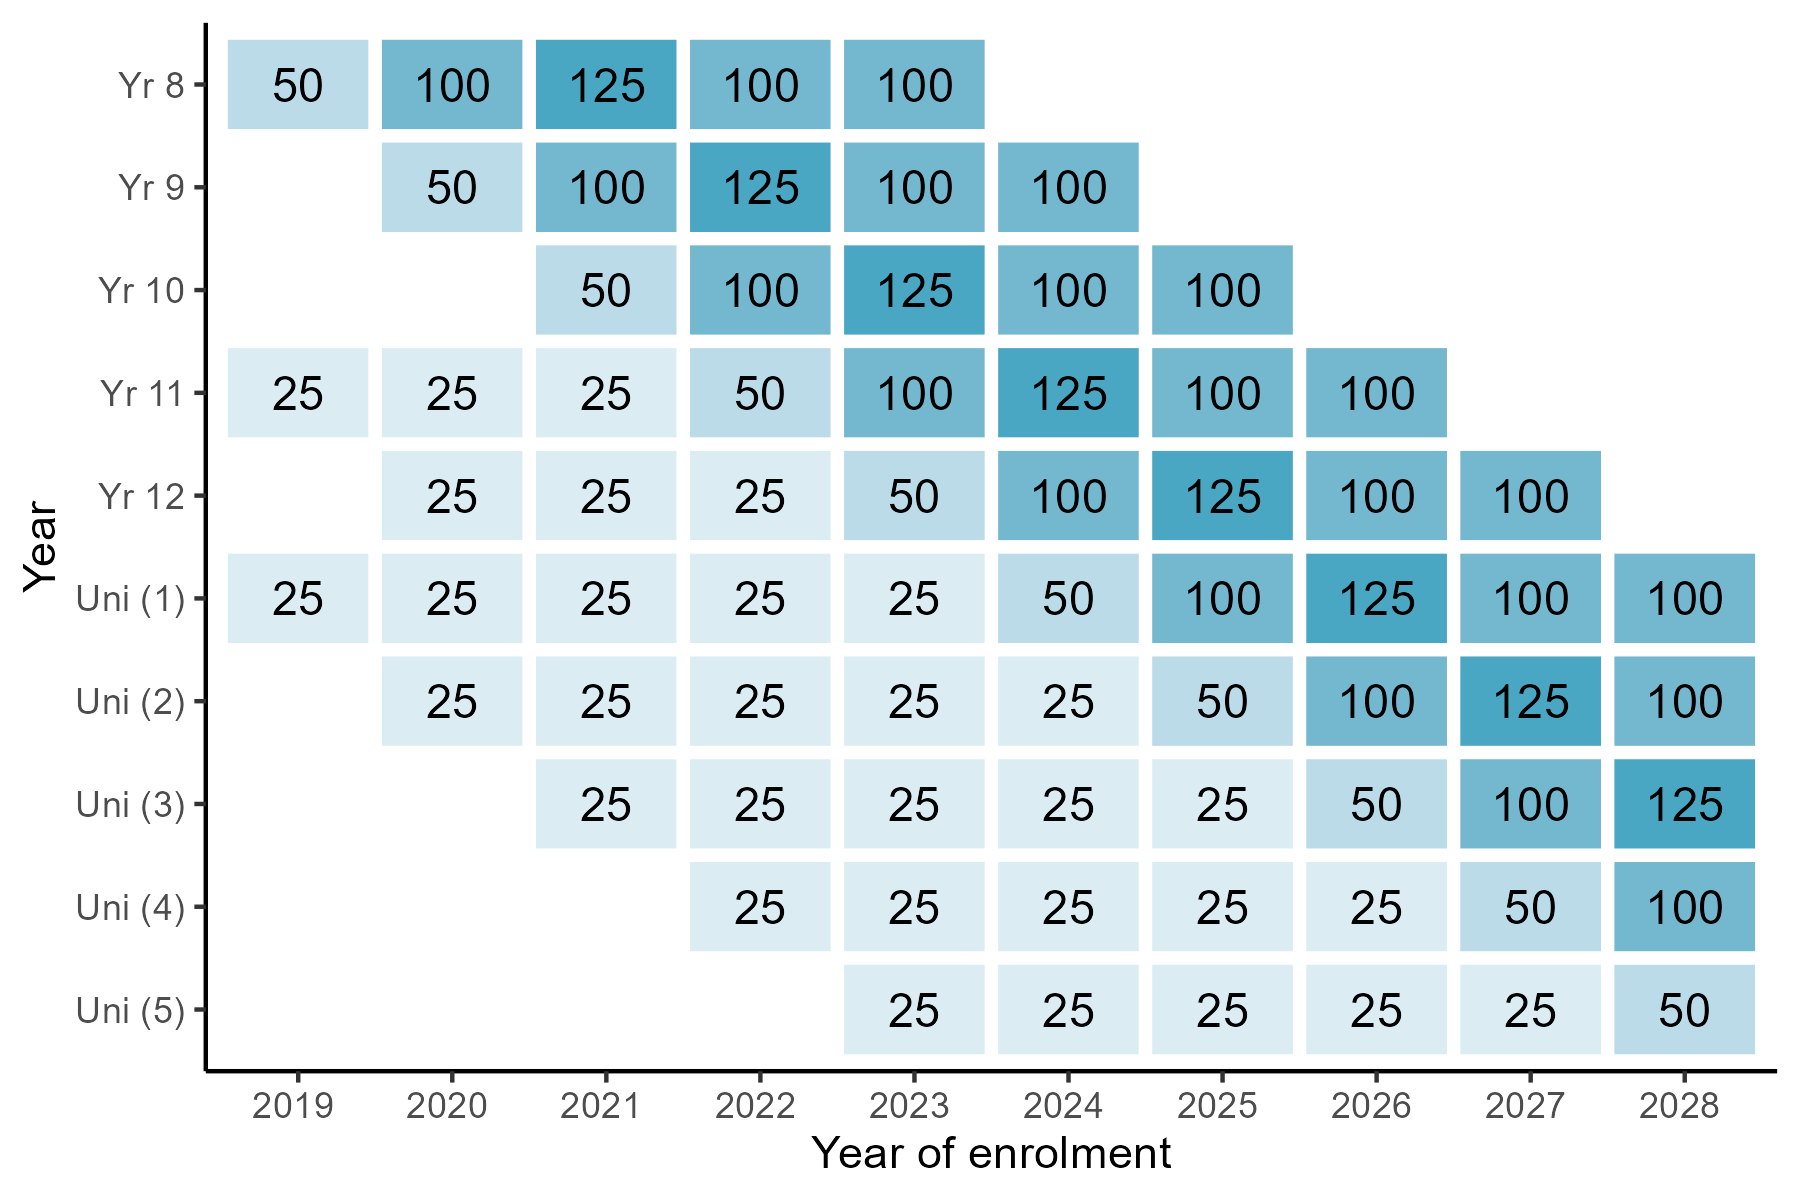 Yr 8 50 100 125 100 100
Yr 9 50 100 125 100 100
Yr 10 50 100 125 100 100
Yr 11 25 25 25 50 100 125 100 100
Yr 12 25 25 25 50 100 125 100 100
Year
Uni (1) 25 25 25 25 25 50 100 125 100 100
Uni (2) 25 25 25 25 25 50 100 125 100
Uni (3) 25 25 25 25 25 50 100 125
Uni (4) 25 25 25 25 25 50 100
Uni (5) 25 25 25 25 25 50
2019 2020 2021 2022 2023 2024 2025 2026 2027 2028
Year of enrolment